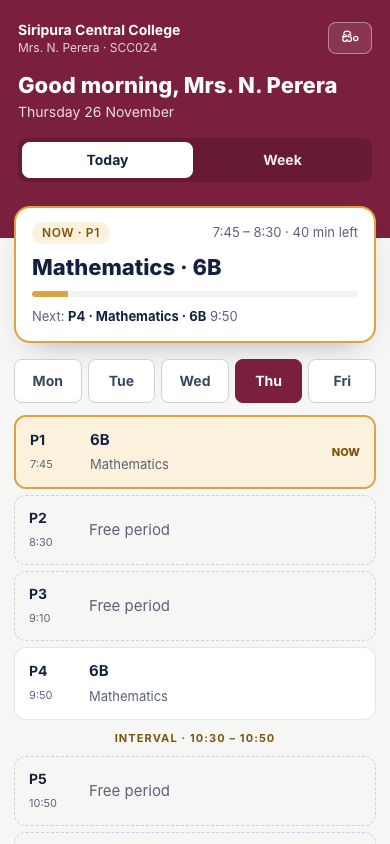 Siripura Central College
Mrs. N. Perera · SCC024
Good morning, Mrs. N. Perera
Thursday 26 November
Today Week
NOW · P1 7:45 – 8:30 · 40 min left
Mathematics · 6B
Next: P4 · Mathematics · 6B 9:50
Mon Tue Wed Thu Fri
P1 6B
7:45 Mathematics
NOW
P2
8:30
Free period
P3
9:10
Free period
P4 6B
9:50 Mathematics
INTERVAL · 10:30 – 10:50
P5
10:50
Free period